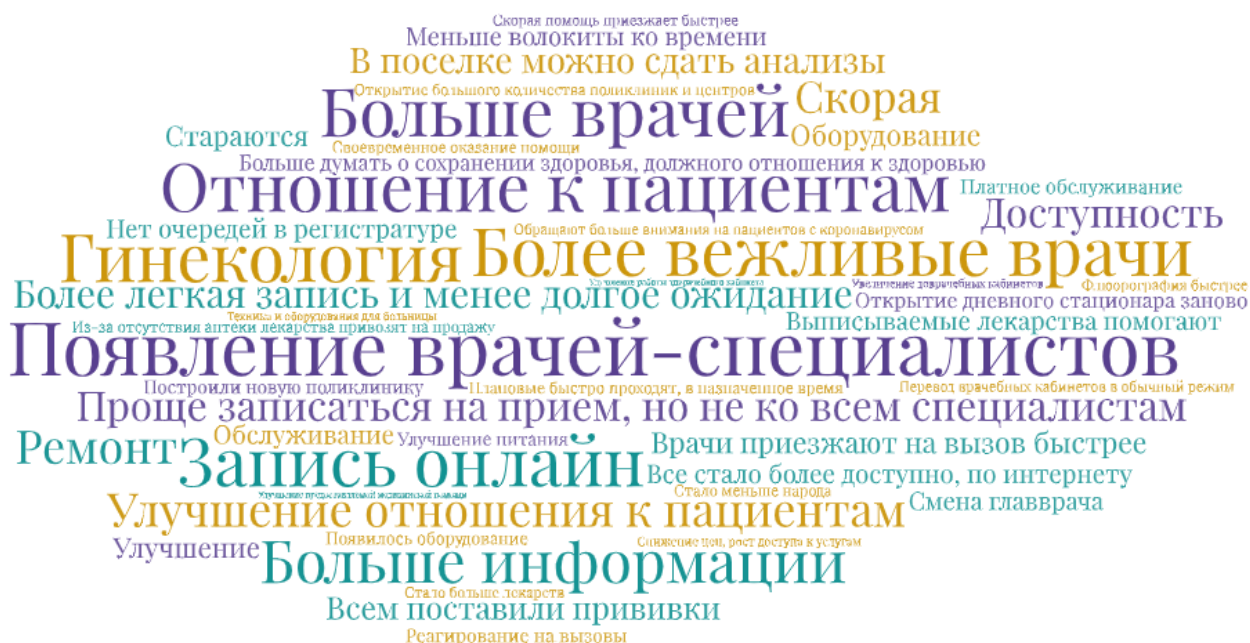 Скорая помощь приезжает быстрее
Меньше волокиты ко времени
В поселке можно сдать анализы
Открытие большого количества поликлиник и центров
Больше врачей
Скорая
Стараются
Оборудование
Своевременное оказание помощи
Больше думать о сохранении здоровья, должного отношения к здоровью
Отношение к пациентам
Платное обслуживание
Доступность
Нет очередей в регистратуре
Обращают больше внимания на пациентов с коронавирусом
Гинекология
Более вежливые врачи
Более легкая запись и менее долгое ожидание
Увеличение доврачебных кабинетов
Флюорография быстрее
Открытие дневного стационара заново
Техника и оборудования для больницы
Из-за отсутствия аптеки лекарства привозят на продажу
Выписываемые лекарства помогают
Появление врачей-специалистов
Построили новую поликлинику
Плановые быстро проходят, в назначенное время
Перевод врачебных кабинетов в обычный режим
Проще записаться на прием, но не ко всем специалистам
Ремонт
Обслуживание
Улучшение питания
Врачи приезжают на вызов быстрее
Запись онлайн
Все стало более доступно, по интернету
Стало меньше народа
Смена главврача
Улучшение отношения к пациентам
Улучшение
Появилось оборудование
Снижение цен, рост доступа к услугам
Больше информации
Стало больше лекарств
Всем поставили прививки
Реагирование на вызовы